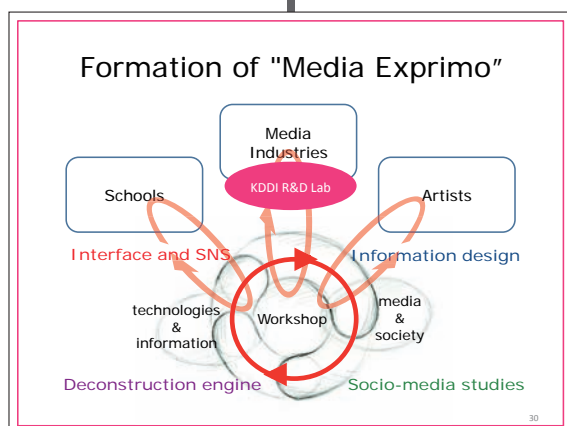 Formation of "Media Exprimo”
Media
Industries
KDDI R&D Lab
Schools
Artists
Interface and SNS
Information design
technologies
&
information
Workshop
media
&
society
Deconstruction engine
Socio-media studies
30